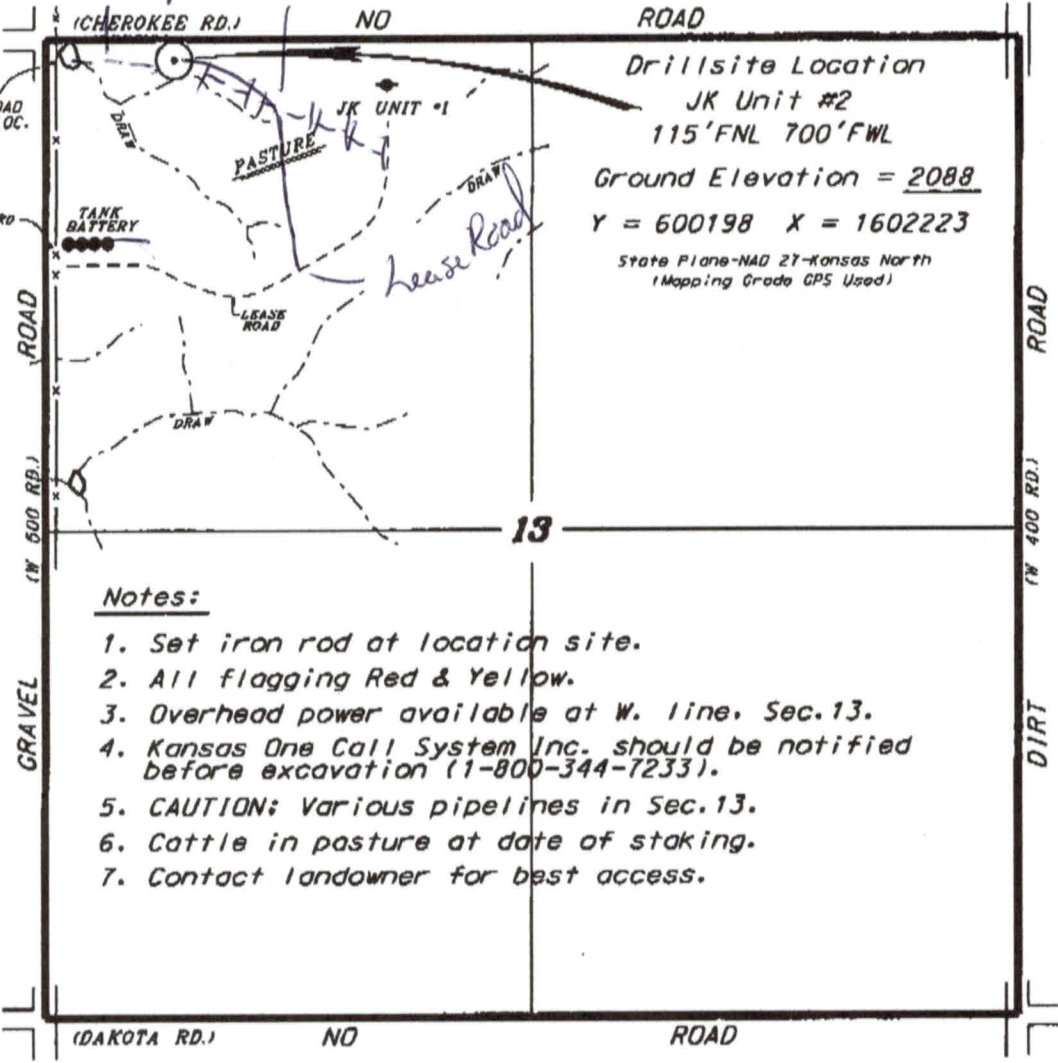 (CHEROKEE RD.) NO ROAD
Drillsite Location
JK Unit #2
115'FNL 700'FWL
Ground Elevation = 2088
Y = 600198 X = 1602223
State Plane-NAD 27-Kansas North
(Mapping Grade GPS Used)
OAD
OC.
DRAW
JK UNIT #1
PASTURE
DRAW
RD
TANK
BATTERY
Lease Road
LEASE
ROAD
DRAW
ROAD
(W 500 RD.)
GRAVEL
ROAD
(W 400 RD.)
DIRT
13
Notes:
1. Set iron rod at location site.
2. All flagging Red & Yellow.
3. Overhead power available at W. line, Sec.13.
4. Kansas One Call System Inc. should be notified
before excavation (1-800-344-7233).
5. CAUTION: Various pipelines in Sec.13.
6. Cattle in pasture at date of staking.
7. Contact landowner for best access.
(DAKOTA RD.) NO ROAD